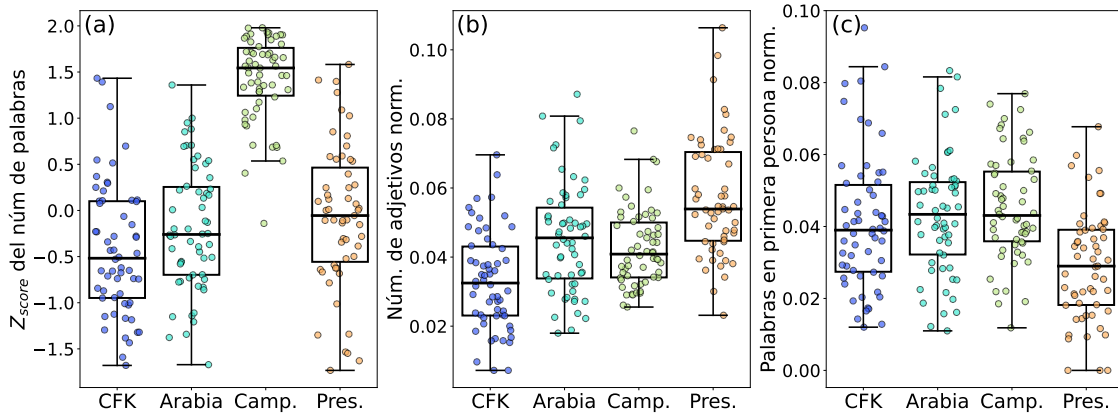 (a)
Z_score del núm de palabras
1.5
1.0
0.5
0.0
−0.5
−1.0
−1.5
CFK Arabia Camp. Pres.
(b)
Núm. de adjetivos norm.
0.10
0.08
0.06
0.04
0.02
CFK Arabia Camp. Pres.
(c)
Palabras en primera persona norm.
0.10
0.08
0.06
0.04
0.02
0.00
CFK Arabia Camp. Pres.